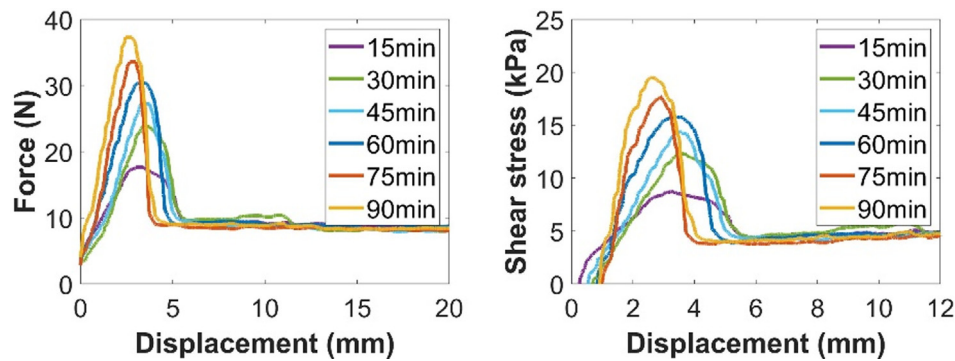 Force (N)
40
30
20
10
0
0 5 10 15 20
Displacement (mm)
15min
30min
45min
60min
75min
90min
Shear stress (kPa)
25
20
15
10
5
0
0 2 4 6 8 10 12
Displacement (mm)
15min
30min
45min
60min
75min
90min